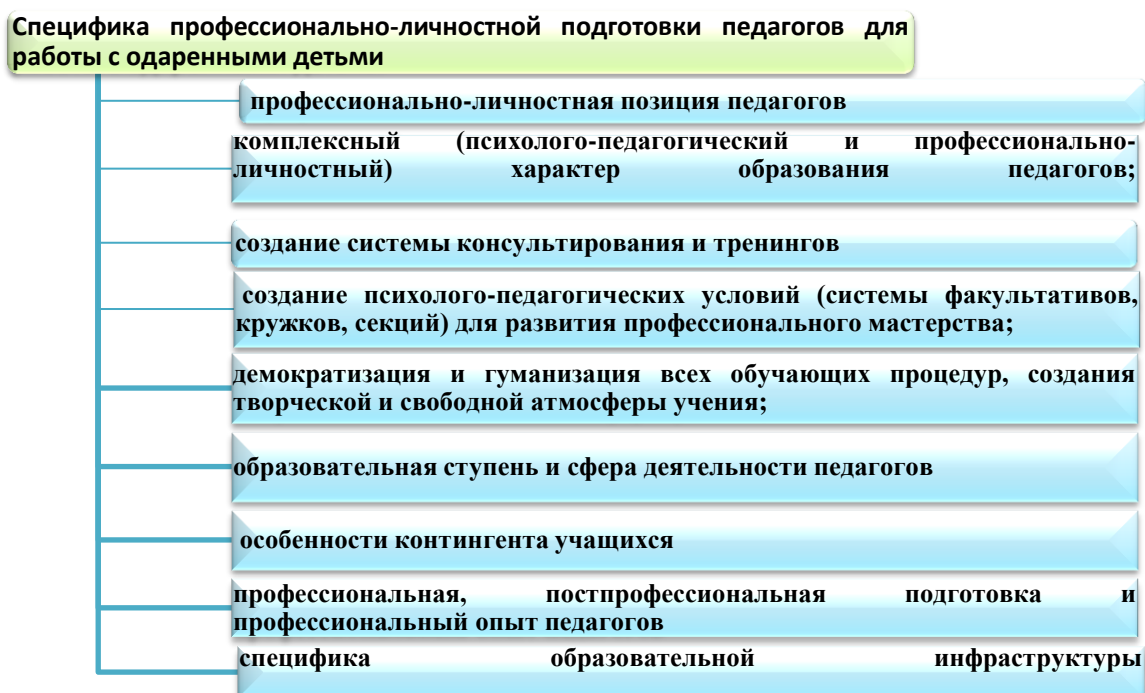 Специфика профессионально-личностной подготовки педагогов для
работы с одаренными детьми
профессионально-личностная позиция педагогов
комплексный (психолого-педагогический и профессионально-
личностный) характер образования педагогов;
создание системы консультирования и тренингов
создание психолого-педагогических условий (системы факультативов,
кружков, секций) для развития профессионального мастерства;
демократизация и гуманизация всех обучающих процедур, создания
творческой и свободной атмосферы учения;
образовательная ступень и сфера деятельности педагогов
особенности контингента учащихся
профессиональная, постпрофессиональная подготовка и
профессиональный опыт педагогов
специфика образовательной инфраструктуры